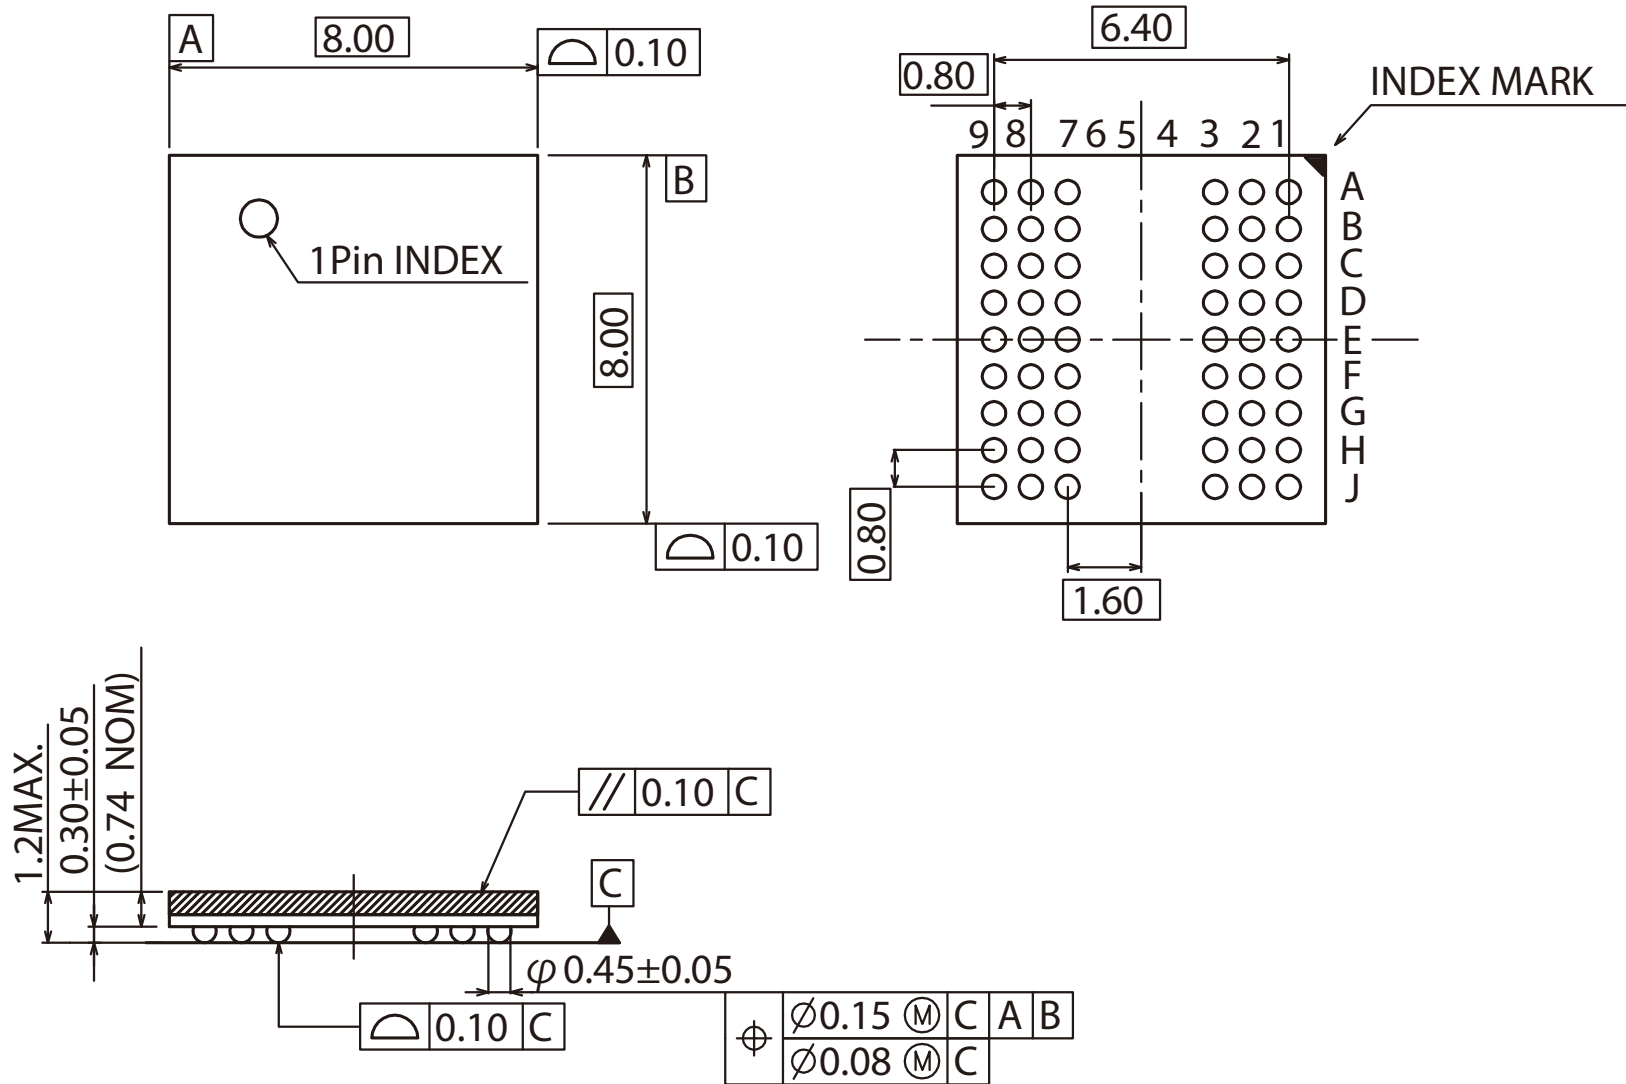 A
8.00
⌓ 0.10
B
1Pin INDEX
8.00
⌓ 0.10
6.40
0.80
INDEX MARK
9 8 7 6 5 4 3 2 1
A
B
C
D
E
F
G
H
J
0.80
1.60
1.2MAX.
0.30±0.05
(0.74 NOM)
// 0.10 C
C
φ 0.45±0.05
⌓ 0.10 C
⌖ ∅0.15 Ⓜ C A B
∅0.08 Ⓜ C